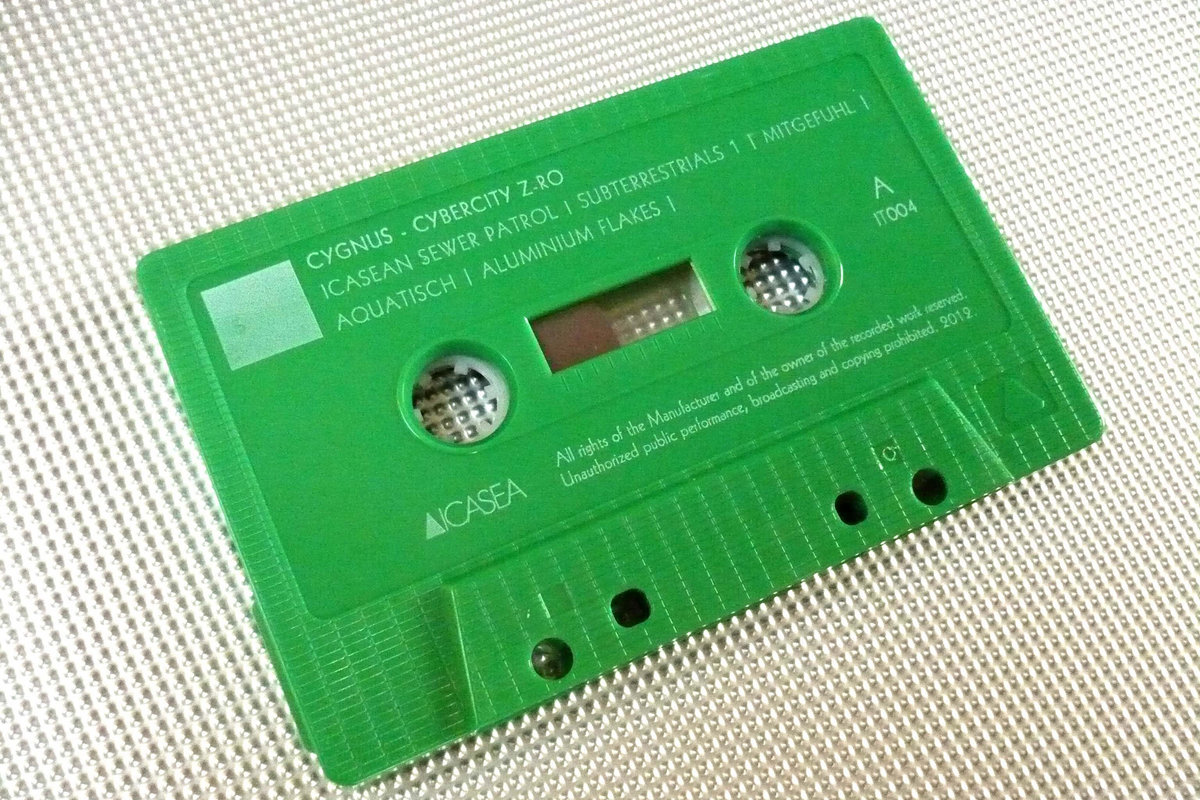 CYGNUS - CYBERCITY Z-RO
ICASEAN SEWER PATROL | SUBTERRESTRIALS 1 | MITGEFUHL |
AQUATISCH | ALUMINIUM FLAKES |
A
IT004
All rights of the Manufacturer and of the owner of the recorded work reserved.
Unauthorized public performance, broadcasting and copying prohibited. 2012
ICASEA